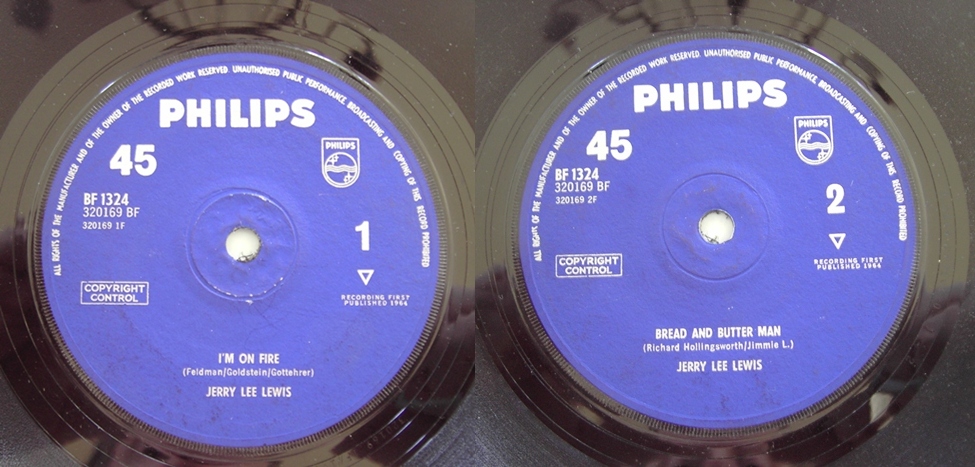 ALL RIGHTS OF THE MANUFACTURER AND OF THE OWNER OF THE RECORDED WORK RESERVED. UNAUTHORISED PUBLIC PERFORMANCE, BROADCASTING AND COPYING OF THIS RECORD PROHIBITED
PHILIPS
45
PHILIPS
BF 1324
320169 BF
320169 1F
1
COPYRIGHT
CONTROL
RECORDING FIRST
PUBLISHED 1964
I'M ON FIRE
(Feldman/Goldstein/Gottehrer)
JERRY LEE LEWIS
ALL RIGHTS OF THE MANUFACTURER AND OF THE OWNER OF THE RECORDED WORK RESERVED. UNAUTHORISED PUBLIC PERFORMANCE, BROADCASTING AND COPYING OF THIS RECORD PROHIBITED
PHILIPS
45
PHILIPS
BF 1324
320169 BF
320169 2F
2
COPYRIGHT
CONTROL
RECORDING FIRST
PUBLISHED 1964
BREAD AND BUTTER MAN
(Richard Hollingsworth/Jimmie L.)
JERRY LEE LEWIS